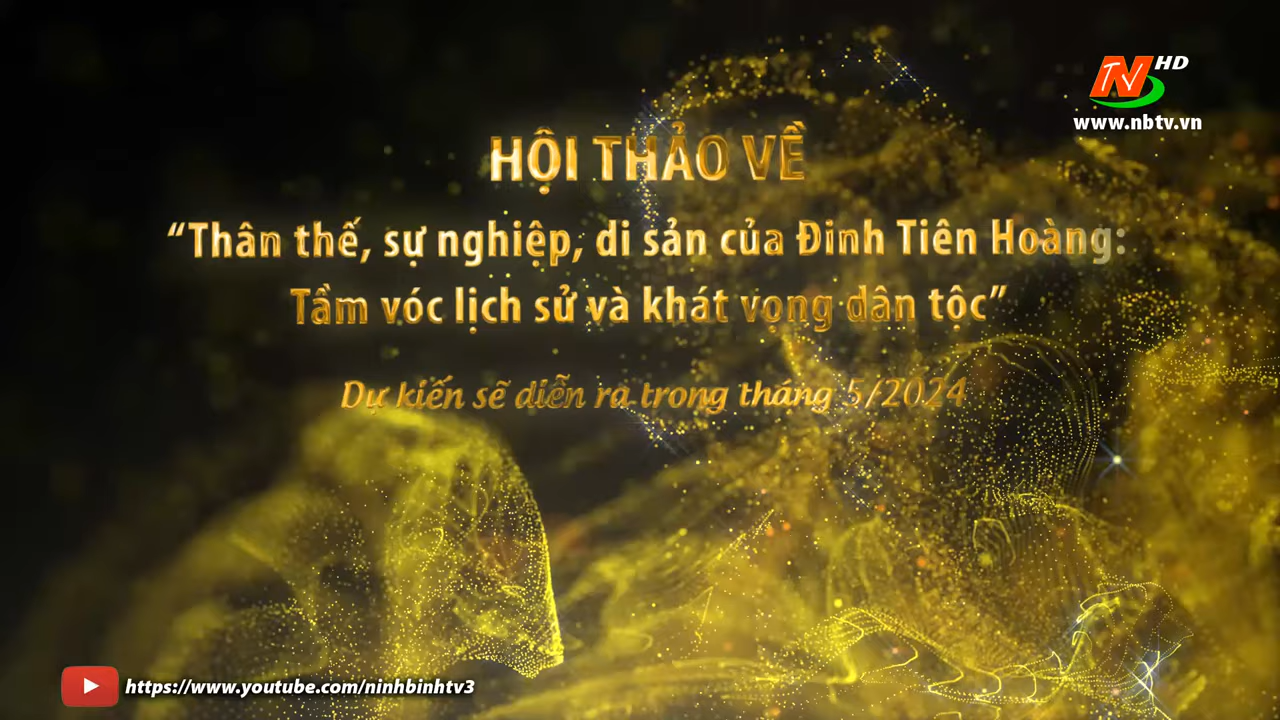 NTV HD
www.nbtv.vn
HỘI THẢO VỀ
“Thân thế, sự nghiệp, di sản của Đinh Tiên Hoàng:
Tầm vóc lịch sử và khát vọng dân tộc”
Dự kiến sẽ diễn ra trong tháng 5/2024
https://www.youtube.com/ninhbinhtv3